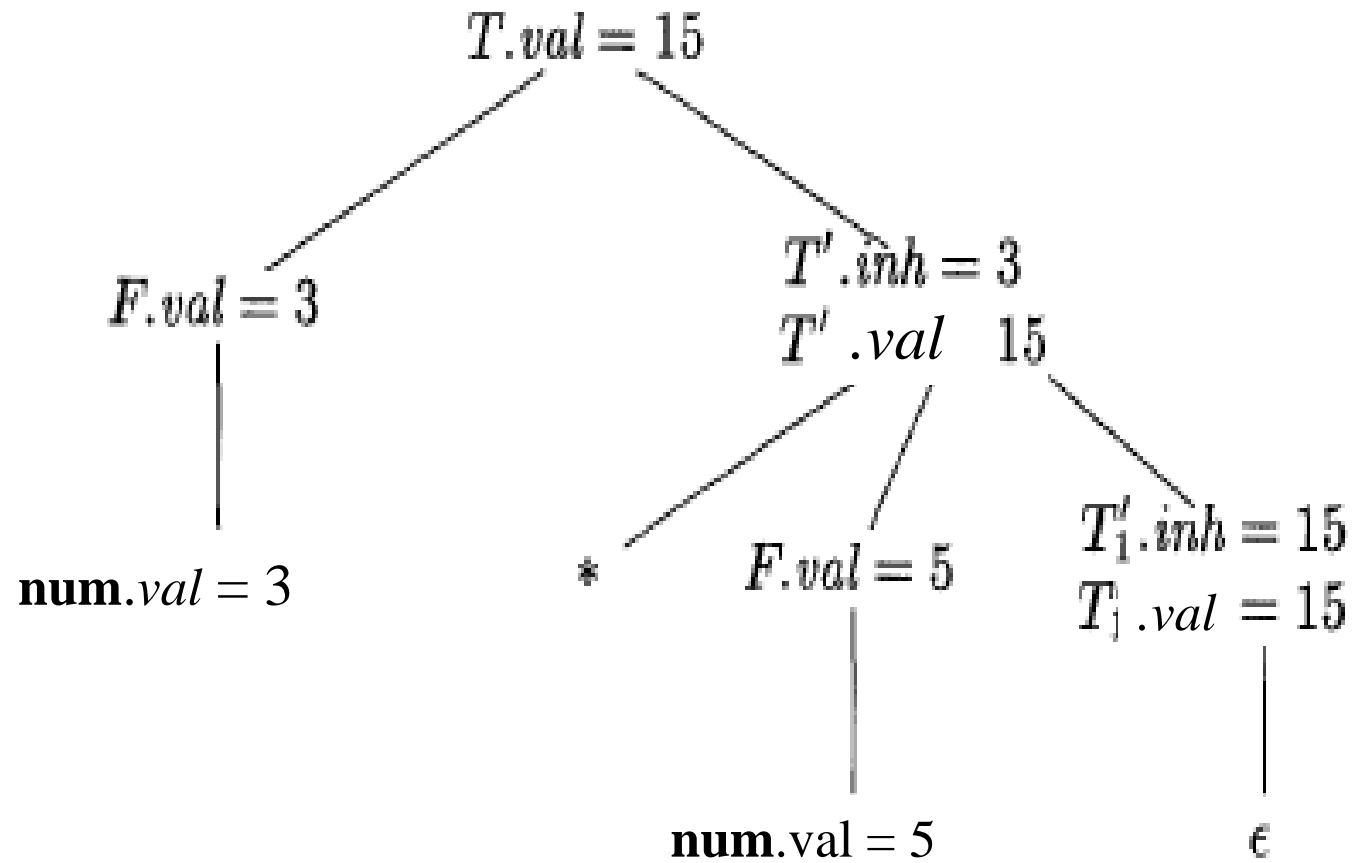 T.val = 15
F.val = 3
T'.inh = 3
T' .val 15
num.val = 3
*
F.val = 5
T'₁.inh = 15
T₁ .val = 15
num.val = 5
ϵ